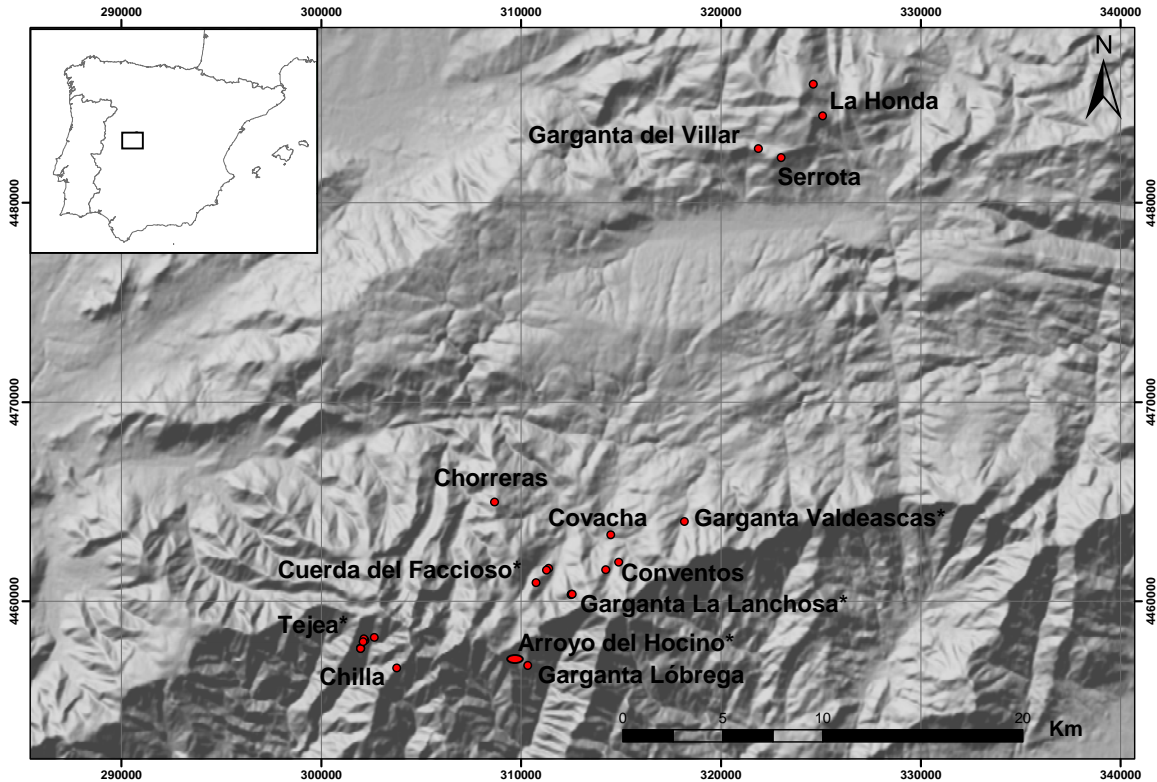 290000 300000 310000 320000 330000 340000
N
La Honda
Garganta del Villar
Serrota
4480000 4480000
4470000 4470000
Chorreras
Covacha
Garganta Valdeascas*
Cuerda del Faccioso*
Conventos
4460000 4460000
Garganta La Lanchosa*
Tejea*
Arroyo del Hocino*
Chilla
Garganta Lóbrega
0 5 10 20
Km
290000 300000 310000 320000 330000 340000